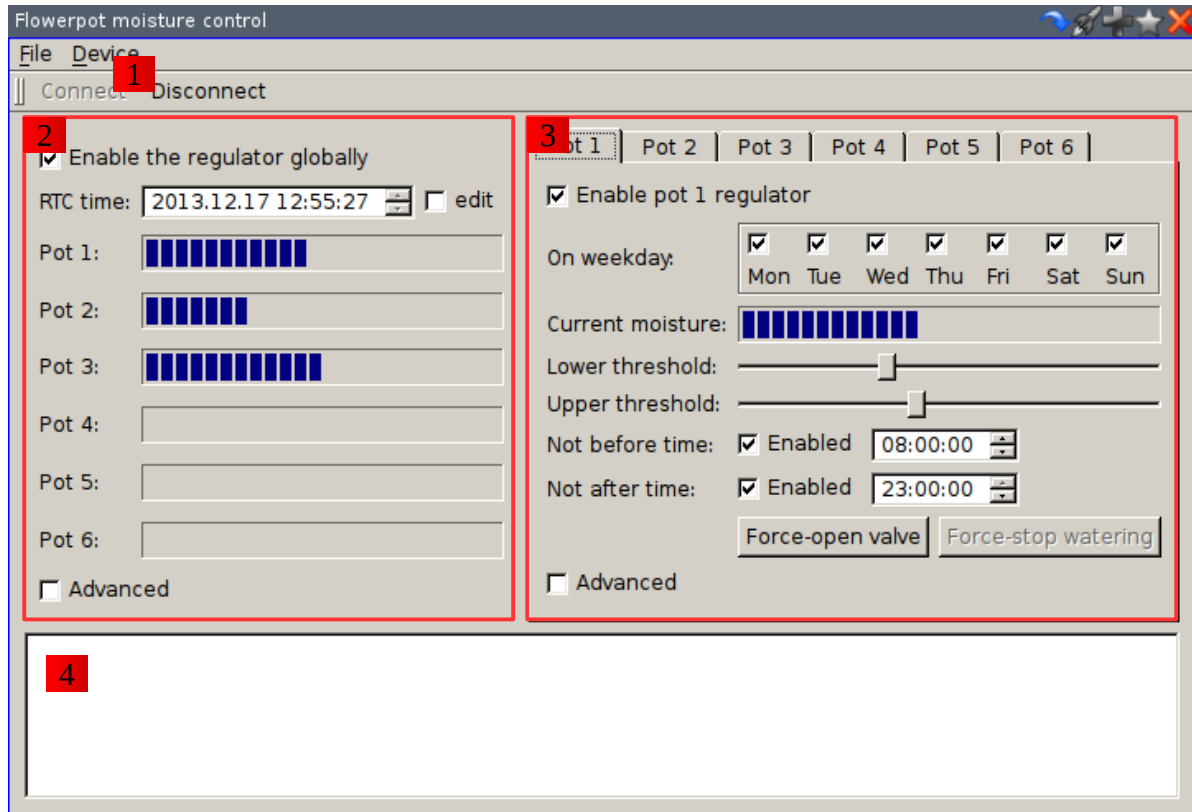 Flowerpot moisture control
File Device
1
Connect Disconnect
2
Enable the regulator globally
RTC time: 2013.12.17 12:55:27 edit
Pot 1:
Pot 2:
Pot 3:
Pot 4:
Pot 5:
Pot 6:
Advanced
3
Pot 1 Pot 2 Pot 3 Pot 4 Pot 5 Pot 6
Enable pot 1 regulator
On weekday:
Mon Tue Wed Thu Fri Sat Sun
Current moisture:
Lower threshold:
Upper threshold:
Not before time: Enabled 08:00:00
Not after time: Enabled 23:00:00
Force-open valve Force-stop watering
Advanced
4